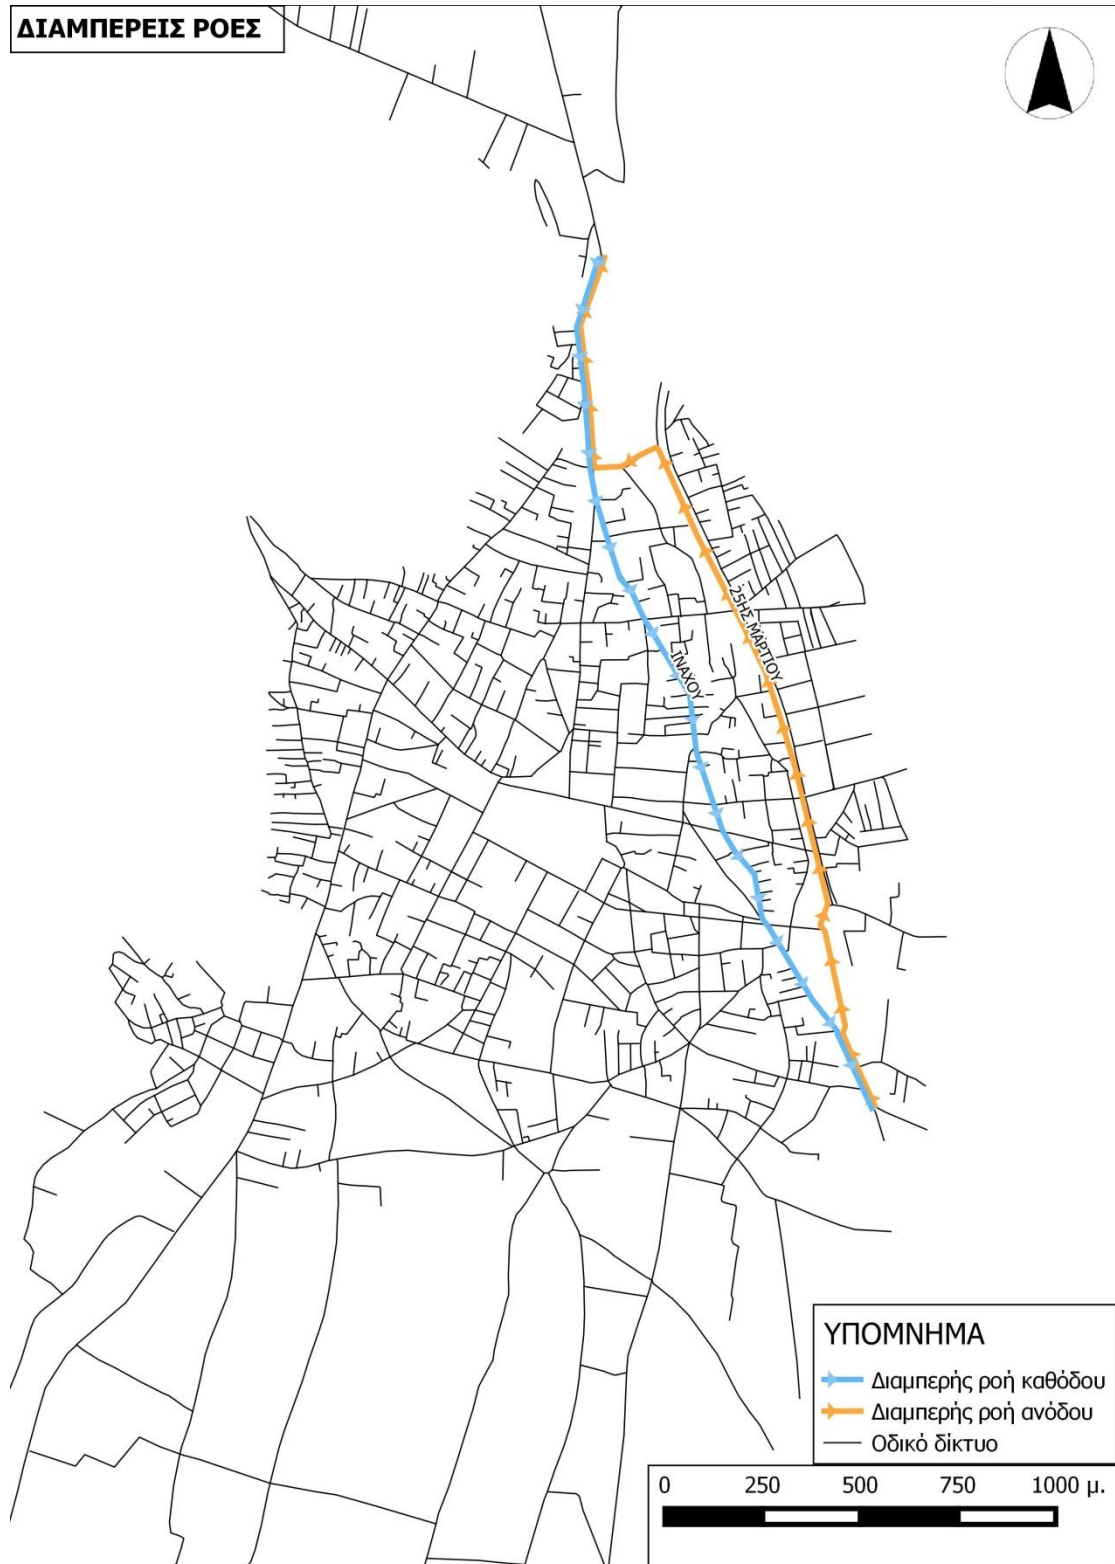 ΔΙΑΜΠΕΡΕΙΣ ΡΟΕΣ
25ΗΣ ΜΑΡΤΙΟΥ
ΙΝΑΧΟΥ
ΥΠΟΜΝΗΜΑ
Διαμπερής ροή καθόδου
Διαμπερής ροή ανόδου
Οδικό δίκτυο
0 250 500 750 1000 μ.